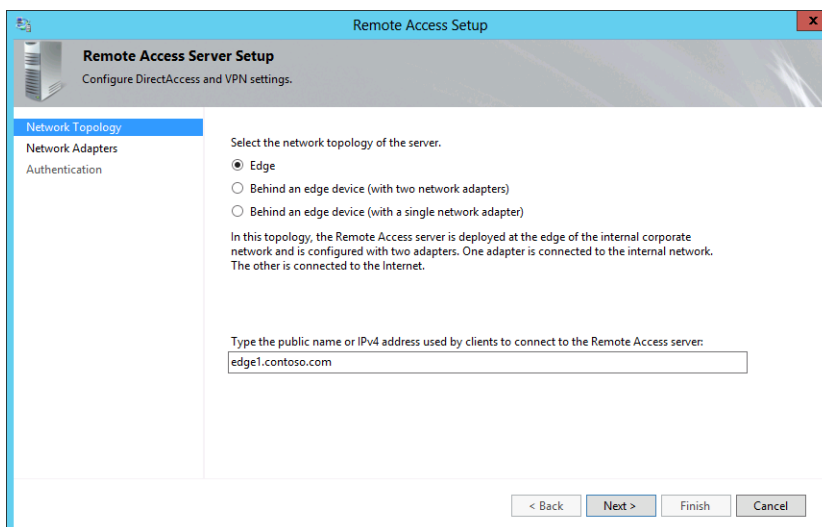 Remote Access Setup
x
Remote Access Server Setup
Configure DirectAccess and VPN settings.
Network Topology
Network Adapters
Authentication
Select the network topology of the server.
Edge
Behind an edge device (with two network adapters)
Behind an edge device (with a single network adapter)
In this topology, the Remote Access server is deployed at the edge of the internal corporate
network and is configured with two adapters. One adapter is connected to the internal network.
The other is connected to the Internet.
Type the public name or IPv4 address used by clients to connect to the Remote Access server:
edge1.contoso.com
< Back Next > Finish Cancel